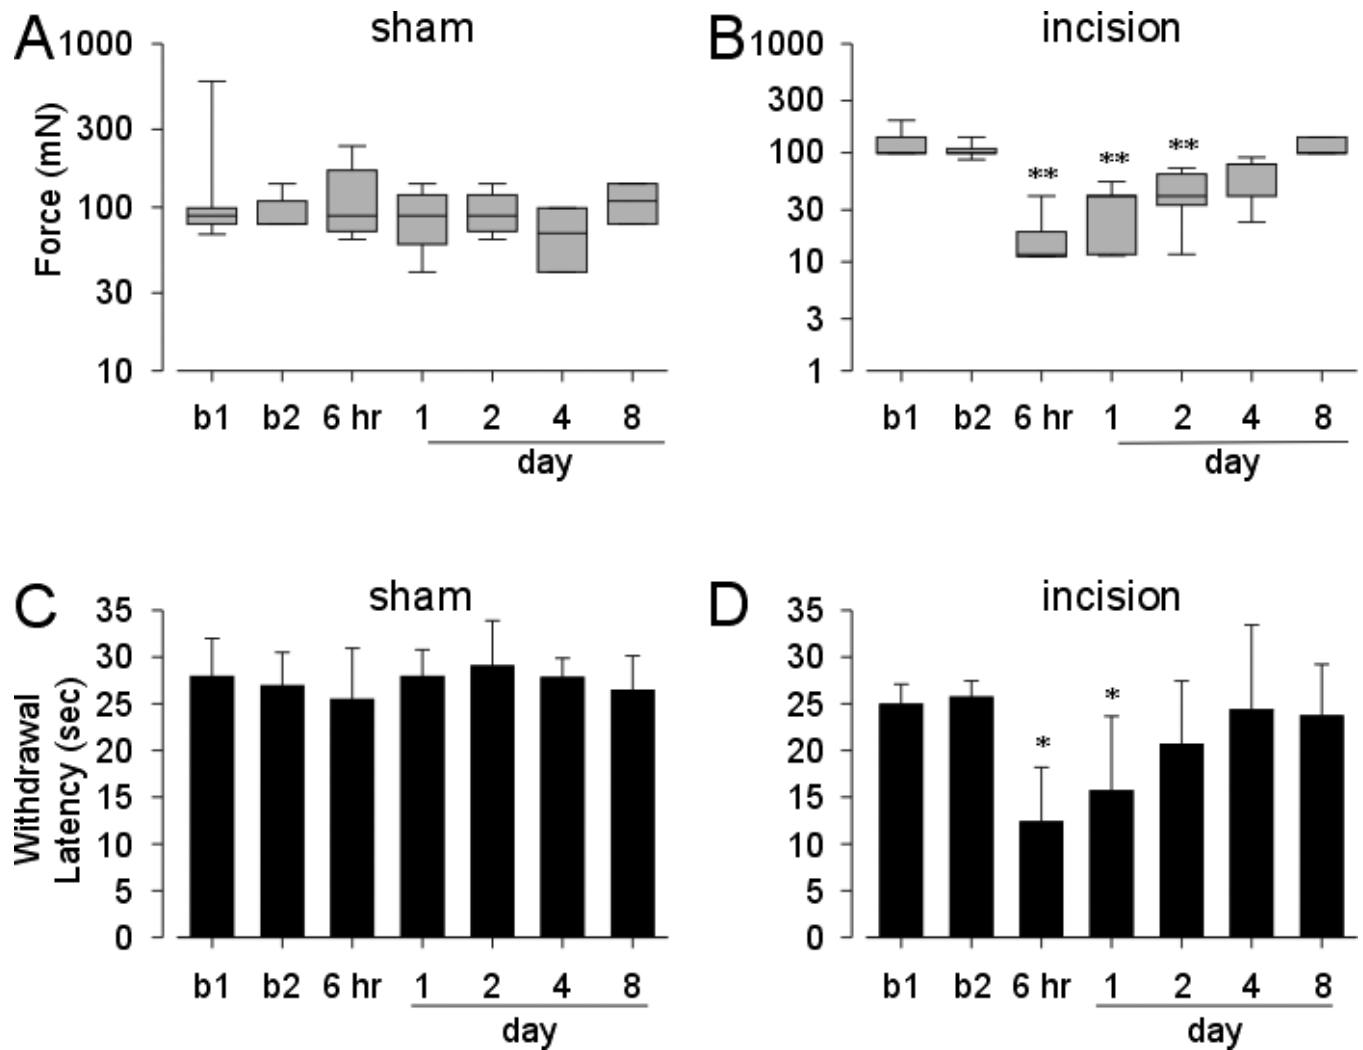 A
sham
1000
300
100
30
10
Force (mN)
b1 b2 6 hr 1 2 4 8
day
B
incision
1000
300
100
30
10
3
1
** ** **
b1 b2 6 hr 1 2 4 8
day
C
sham
35
30
25
20
15
10
5
0
Withdrawal
Latency (sec)
b1 b2 6 hr 1 2 4 8
day
D
incision
35
30
25
20
15
10
5
0
* *
b1 b2 6 hr 1 2 4 8
day